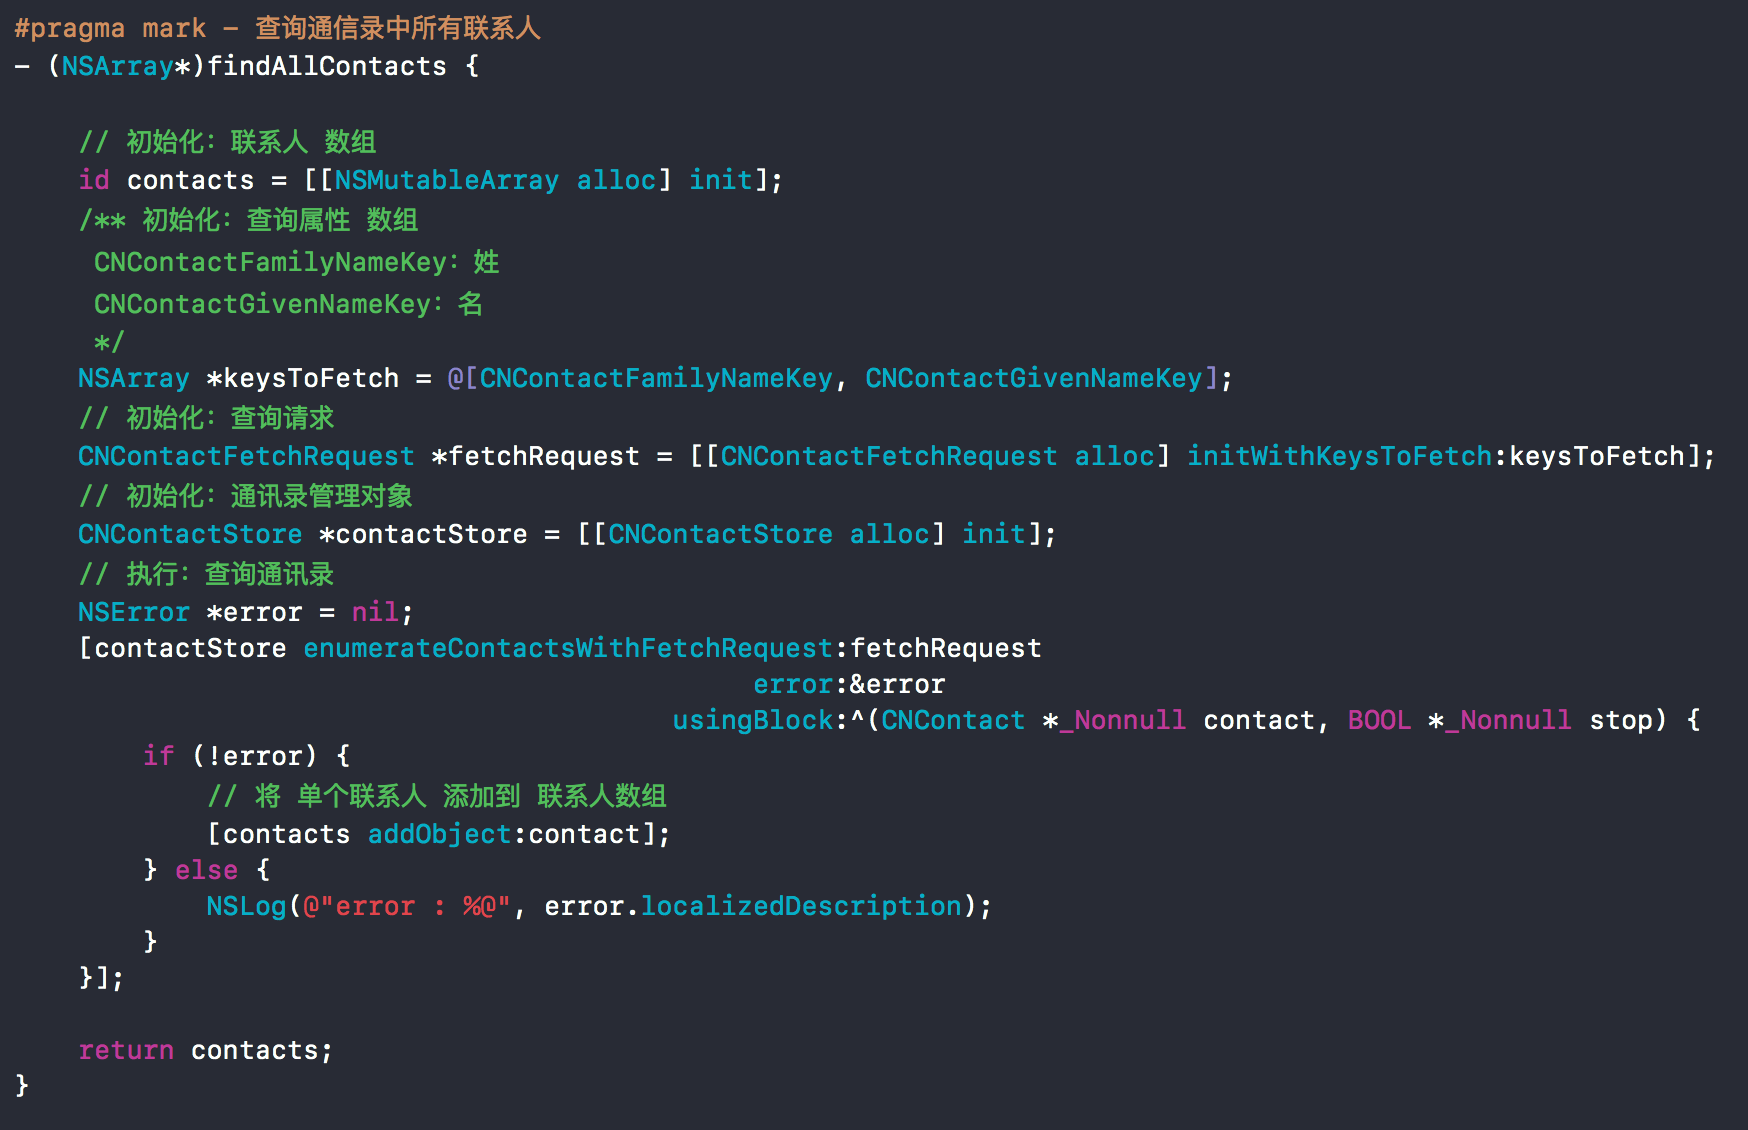 #pragma mark – 查询通信录中所有联系人
– (NSArray*)findAllContacts {
// 初始化：联系人 数组
id contacts = [[NSMutableArray alloc] init];
/** 初始化：查询属性 数组
CNContactFamilyNameKey：姓
CNContactGivenNameKey：名
*/
NSArray *keysToFetch = @[CNContactFamilyNameKey, CNContactGivenNameKey];
// 初始化：查询请求
CNContactFetchRequest *fetchRequest = [[CNContactFetchRequest alloc] initWithKeysToFetch:keysToFetch];
// 初始化：通讯录管理对象
CNContactStore *contactStore = [[CNContactStore alloc] init];
// 执行：查询通讯录
NSError *error = nil;
[contactStore enumerateContactsWithFetchRequest:fetchRequest
error:&error
usingBlock:^(CNContact *_Nonnull contact, BOOL *_Nonnull stop) {
if (!error) {
// 将 单个联系人 添加到 联系人数组
[contacts addObject:contact];
} else {
NSLog(@"error : %@", error.localizedDescription);
}
}];
return contacts;
}